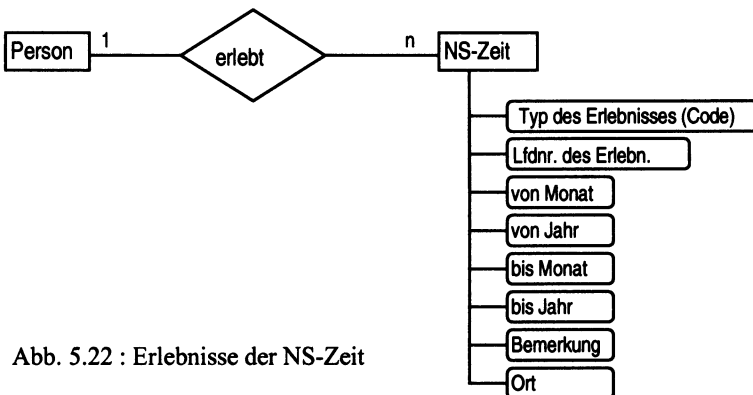 Person 1 erlebt n NS-Zeit
Typ des Erlebnisses (Code)
Lfdnr. des Erlebn.
von Monat
von Jahr
bis Monat
bis Jahr
Bemerkung
Ort
Abb. 5.22 : Erlebnisse der NS-Zeit